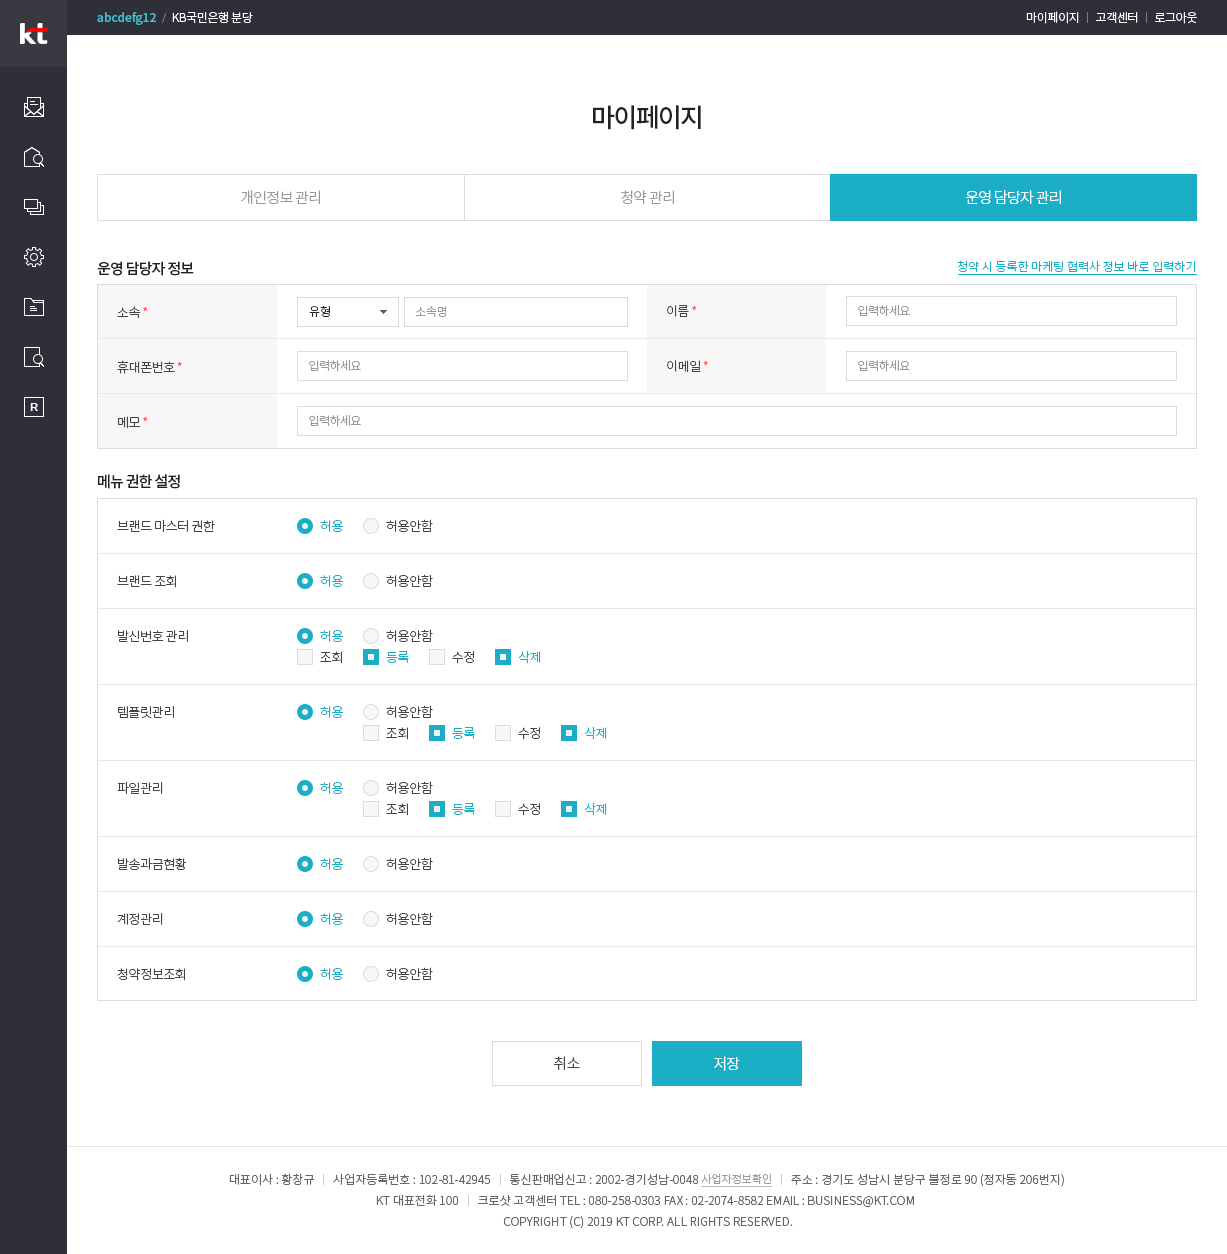 kt
abcdefg12 / KB국민은행 분당
마이페이지 | 고객센터 | 로그아웃
마이페이지
개인정보 관리
청약 관리
운영 담당자 관리
운영 담당자 정보
청약 시 등록한 마케팅 협력사 정보 바로 입력하기
소속 * 유형 소속명 이름 * 입력하세요
휴대폰번호 * 입력하세요 이메일 * 입력하세요
메모 * 입력하세요
R
메뉴 권한 설정
브랜드 마스터 권한 허용 허용안함
브랜드 조회 허용 허용안함
발신번호 관리 허용 허용안함
조회 등록 수정 삭제
템플릿관리 허용 허용안함
조회 등록 수정 삭제
파일관리 허용 허용안함
조회 등록 수정 삭제
발송과금현황 허용 허용안함
계정관리 허용 허용안함
청약정보조회 허용 허용안함
취소 저장
대표이사 : 황창규 | 사업자등록번호 : 102-81-42945 | 통신판매업신고 : 2002-경기성남-0048 사업자정보확인 | 주소 : 경기도 성남시 분당구 불정로 90 (정자동 206번지)
KT 대표전화 100 | 크로샷 고객센터 TEL : 080-258-0303 FAX : 02-2074-8582 EMAIL : BUSINESS@KT.COM
COPYRIGHT (C) 2019 KT CORP. ALL RIGHTS RESERVED.